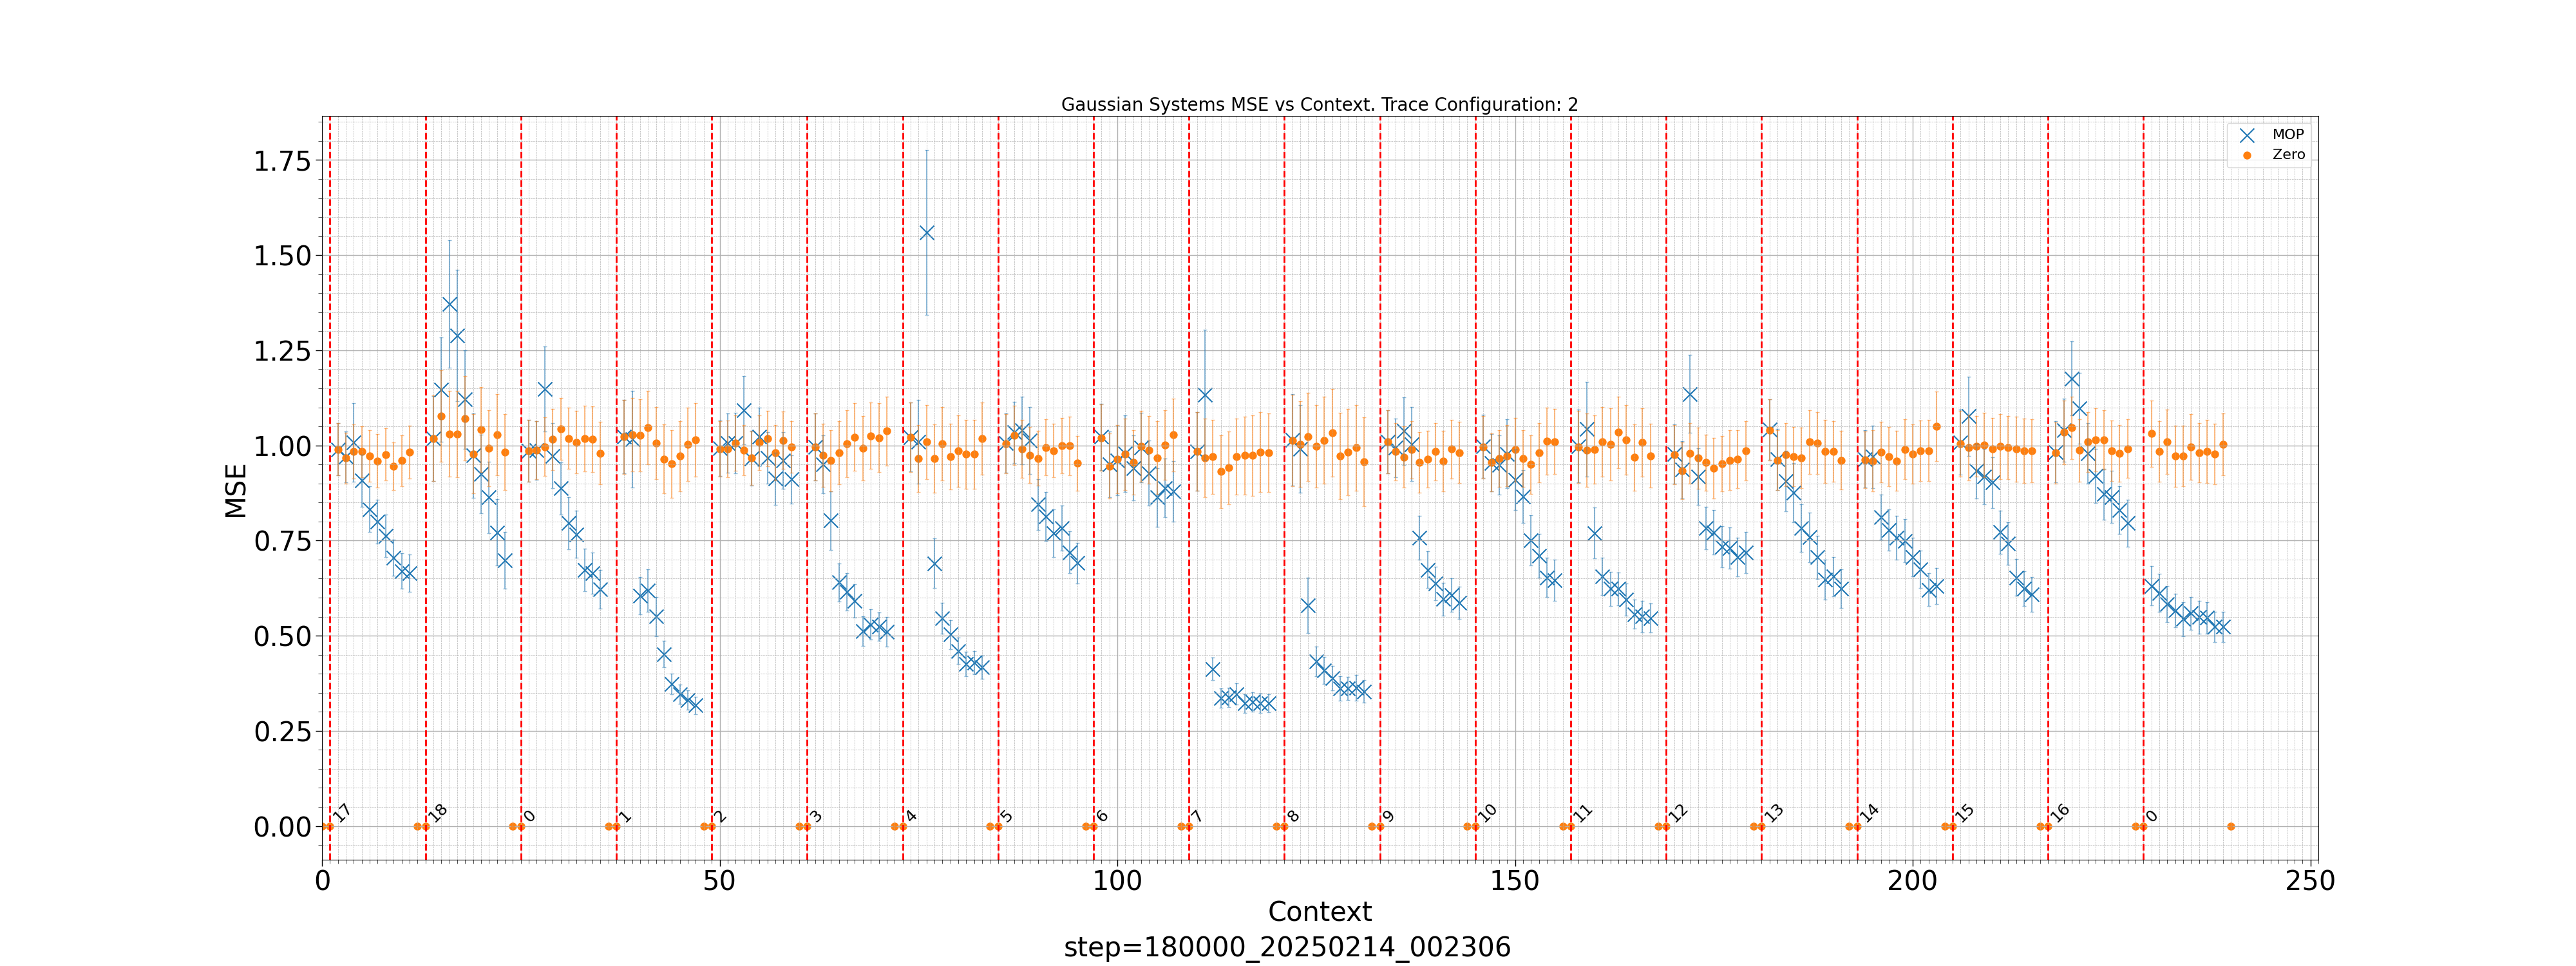 Gaussian Systems MSE vs Context. Trace Configuration: 2
MOP
Zero
1.75
1.50
1.25
1.00
0.75
0.50
0.25
0.00
MSE
17 18 0 1 2 3 4 5 6 7 8 9 10 11 12 13 14 15 16 0
0 50 100 150 200 250
Context
step=180000_20250214_002306